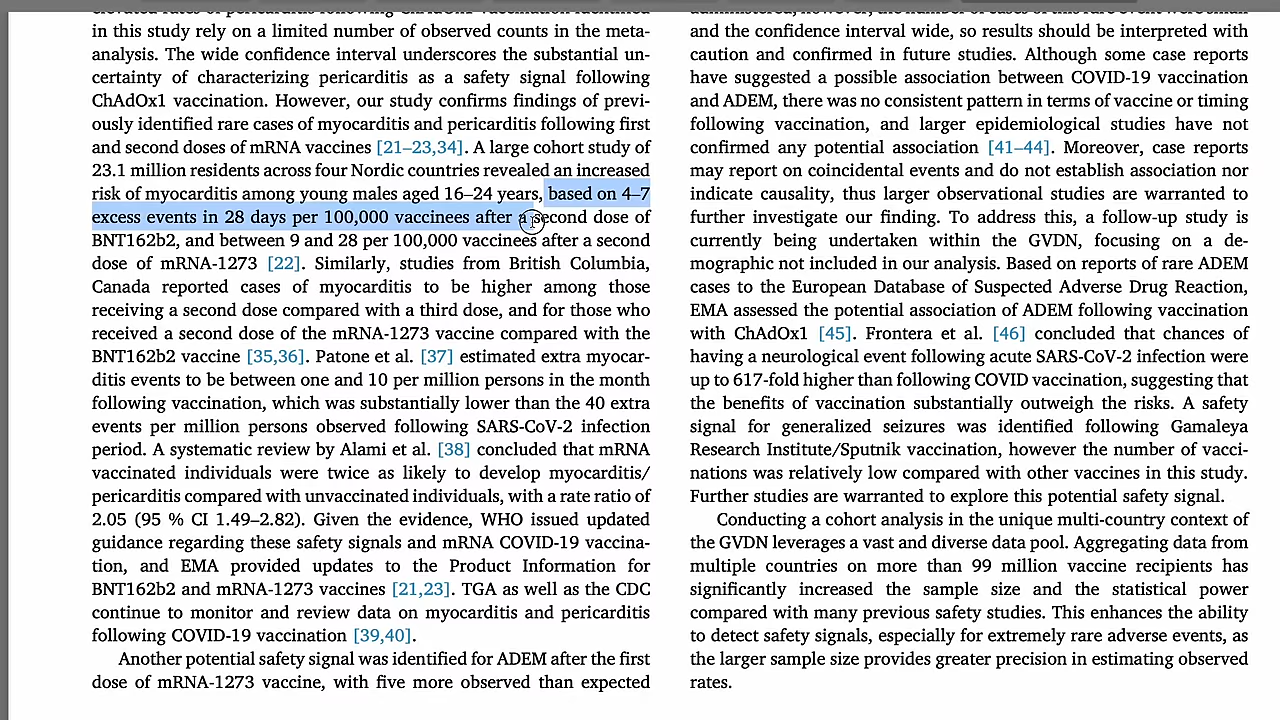 in this study rely on a limited number of observed counts in the meta-
analysis. The wide confidence interval underscores the substantial un-
certainty of characterizing pericarditis as a safety signal following
ChAdOx1 vaccination. However, our study confirms findings of previ-
ously identified rare cases of myocarditis and pericarditis following first
and second doses of mRNA vaccines [21–23,34]. A large cohort study of
23.1 million residents across four Nordic countries revealed an increased
risk of myocarditis among young males aged 16–24 years, based on 4–7
excess events in 28 days per 100,000 vaccinees after a second dose of
BNT162b2, and between 9 and 28 per 100,000 vaccinees after a second
dose of mRNA-1273 [22]. Similarly, studies from British Columbia,
Canada reported cases of myocarditis to be higher among those
receiving a second dose compared with a third dose, and for those who
received a second dose of the mRNA-1273 vaccine compared with the
BNT162b2 vaccine [35,36]. Patone et al. [37] estimated extra myocar-
ditis events to be between one and 10 per million persons in the month
following vaccination, which was substantially lower than the 40 extra
events per million persons observed following SARS-CoV-2 infection
period. A systematic review by Alami et al. [38] concluded that mRNA
vaccinated individuals were twice as likely to develop myocarditis/
pericarditis compared with unvaccinated individuals, with a rate ratio of
2.05 (95 % CI 1.49–2.82). Given the evidence, WHO issued updated
guidance regarding these safety signals and mRNA COVID-19 vaccina-
tion, and EMA provided updates to the Product Information for
BNT162b2 and mRNA-1273 vaccines [21,23]. TGA as well as the CDC
continue to monitor and review data on myocarditis and pericarditis
following COVID-19 vaccination [39,40].
Another potential safety signal was identified for ADEM after the first
dose of mRNA-1273 vaccine, with five more observed than expected
and the confidence interval wide, so results should be interpreted with
caution and confirmed in future studies. Although some case reports
have suggested a possible association between COVID-19 vaccination
and ADEM, there was no consistent pattern in terms of vaccine or timing
following vaccination, and larger epidemiological studies have not
confirmed any potential association [41–44]. Moreover, case reports
may report on coincidental events and do not establish association nor
indicate causality, thus larger observational studies are warranted to
further investigate our finding. To address this, a follow-up study is
currently being undertaken within the GVDN, focusing on a de-
mographic not included in our analysis. Based on reports of rare ADEM
cases to the European Database of Suspected Adverse Drug Reaction,
EMA assessed the potential association of ADEM following vaccination
with ChAdOx1 [45]. Frontera et al. [46] concluded that chances of
having a neurological event following acute SARS-CoV-2 infection were
up to 617-fold higher than following COVID vaccination, suggesting that
the benefits of vaccination substantially outweigh the risks. A safety
signal for generalized seizures was identified following Gamaleya
Research Institute/Sputnik vaccination, however the number of vacci-
nations was relatively low compared with other vaccines in this study.
Further studies are warranted to explore this potential safety signal.
Conducting a cohort analysis in the unique multi-country context of
the GVDN leverages a vast and diverse data pool. Aggregating data from
multiple countries on more than 99 million vaccine recipients has
significantly increased the sample size and the statistical power
compared with many previous safety studies. This enhances the ability
to detect safety signals, especially for extremely rare adverse events, as
the larger sample size provides greater precision in estimating observed
rates.